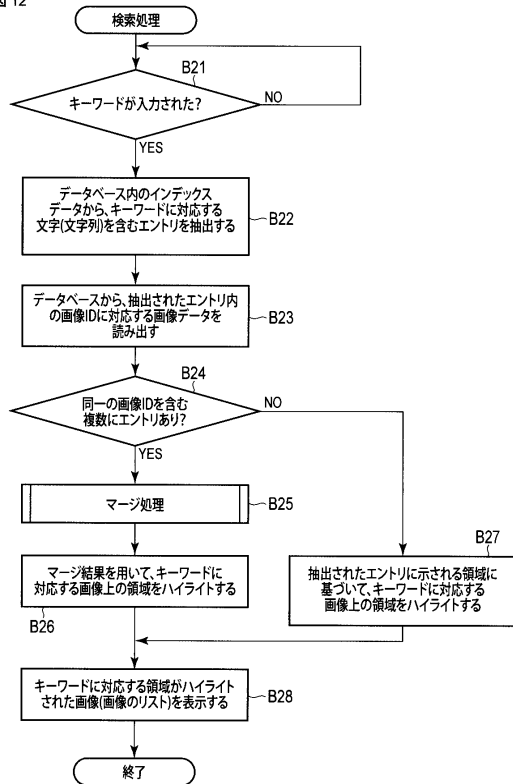 図 12
検索処理
B21
キーワードが入力された?
NO
YES
データベース内のインデックス
データから、キーワードに対応する
文字(文字列)を含むエントリを抽出する
B22
データベースから、抽出されたエントリ内
の画像IDに対応する画像データを
読み出す
B23
B24
同一の画像IDを含む
複数にエントリあり?
NO
YES
マージ処理
B25
B27
マージ結果を用いて、キーワードに
対応する画像上の領域をハイライトする
B26
抽出されたエントリに示される領域に
基づいて、キーワードに対応する
画像上の領域をハイライトする
キーワードに対応する領域がハイライト
された画像(画像のリスト)を表示する
B28
終了